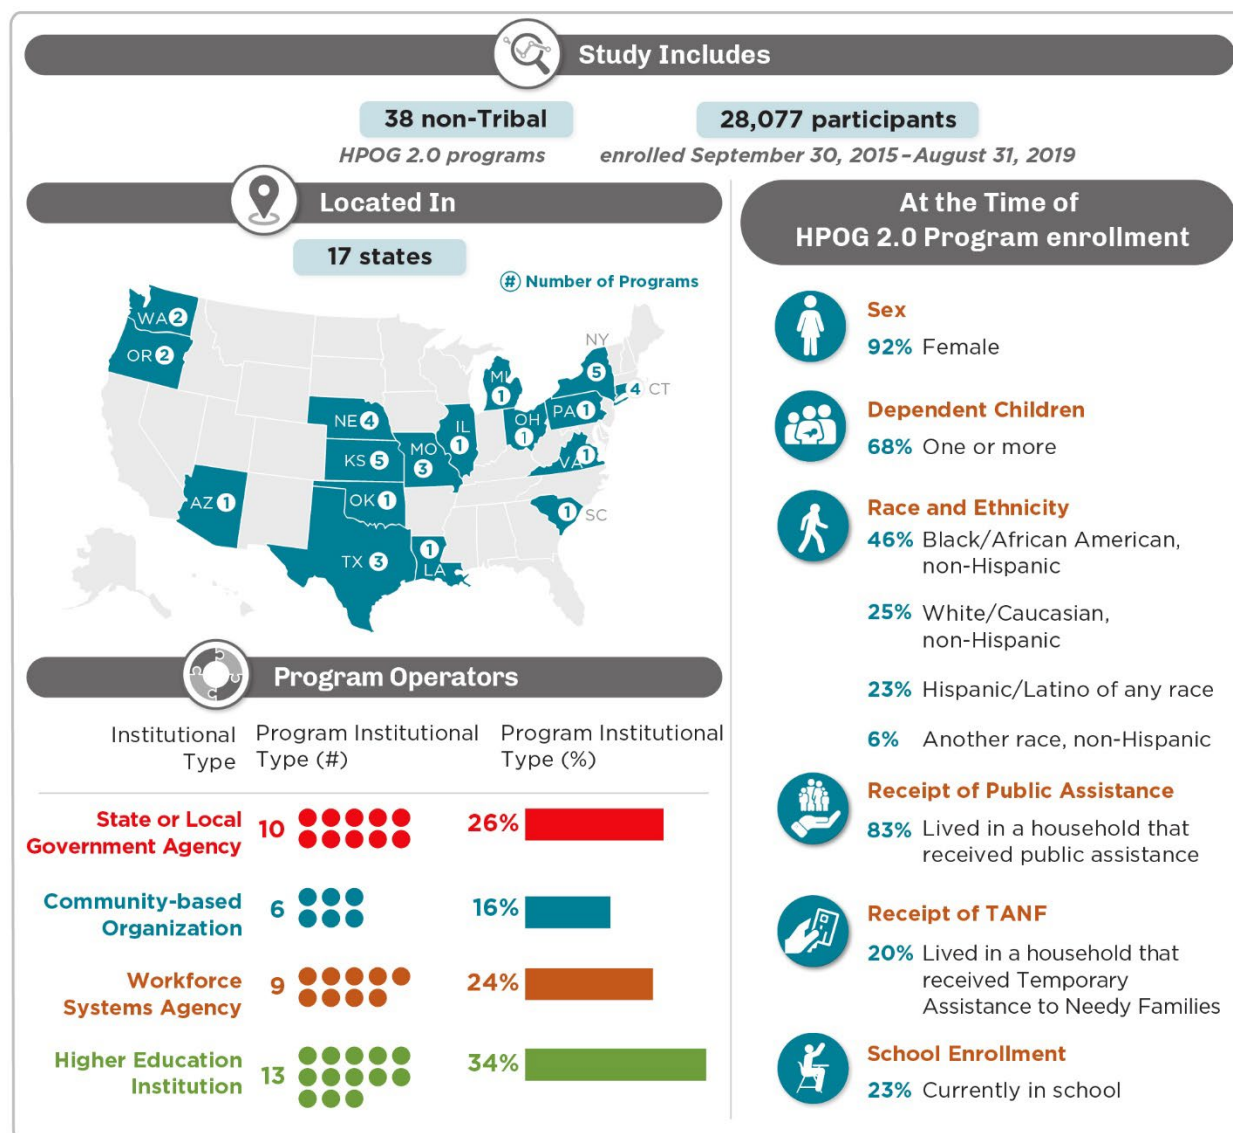 Study Includes
38 non-Tribal
HPOG 2.0 programs
28,077 participants
enrolled September 30, 2015–August 31, 2019
Located In
17 states
# Number of Programs
WA 2
OR 2
AZ 1
NE 4
KS 5
OK 1
TX 3
MO 3
LA
1
IL
1
MI
1
OH
1
PA 1
NY
5
4 CT
VA 1
1 SC
Program Operators
Institutional
Type
Program Institutional
Type (#)
Program Institutional
Type (%)
State or Local
Government Agency
10
26%
Community-based
Organization
6
16%
Workforce
Systems Agency
9
24%
Higher Education
Institution
13
34%
At the Time of
HPOG 2.0 Program enrollment
Sex
92% Female
Dependent Children
68% One or more
Race and Ethnicity
46% Black/African American,
non-Hispanic
25% White/Caucasian,
non-Hispanic
23% Hispanic/Latino of any race
6% Another race, non-Hispanic
Receipt of Public Assistance
83% Lived in a household that
received public assistance
Receipt of TANF
20% Lived in a household that
received Temporary
Assistance to Needy Families
School Enrollment
23% Currently in school